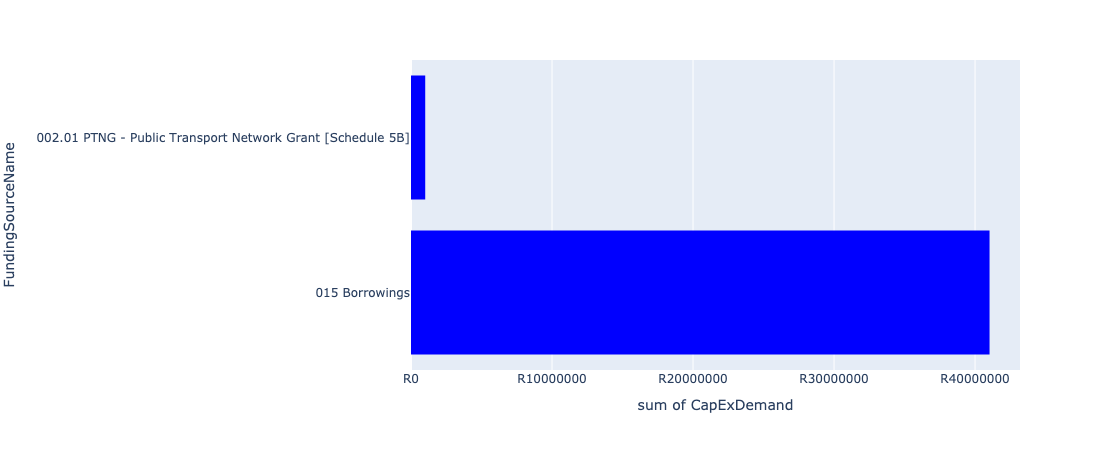 FundingSourceName
002.01 PTNG - Public Transport Network Grant [Schedule 5B]
015 Borrowings
R0 R10000000 R20000000 R30000000 R40000000
sum of CapExDemand